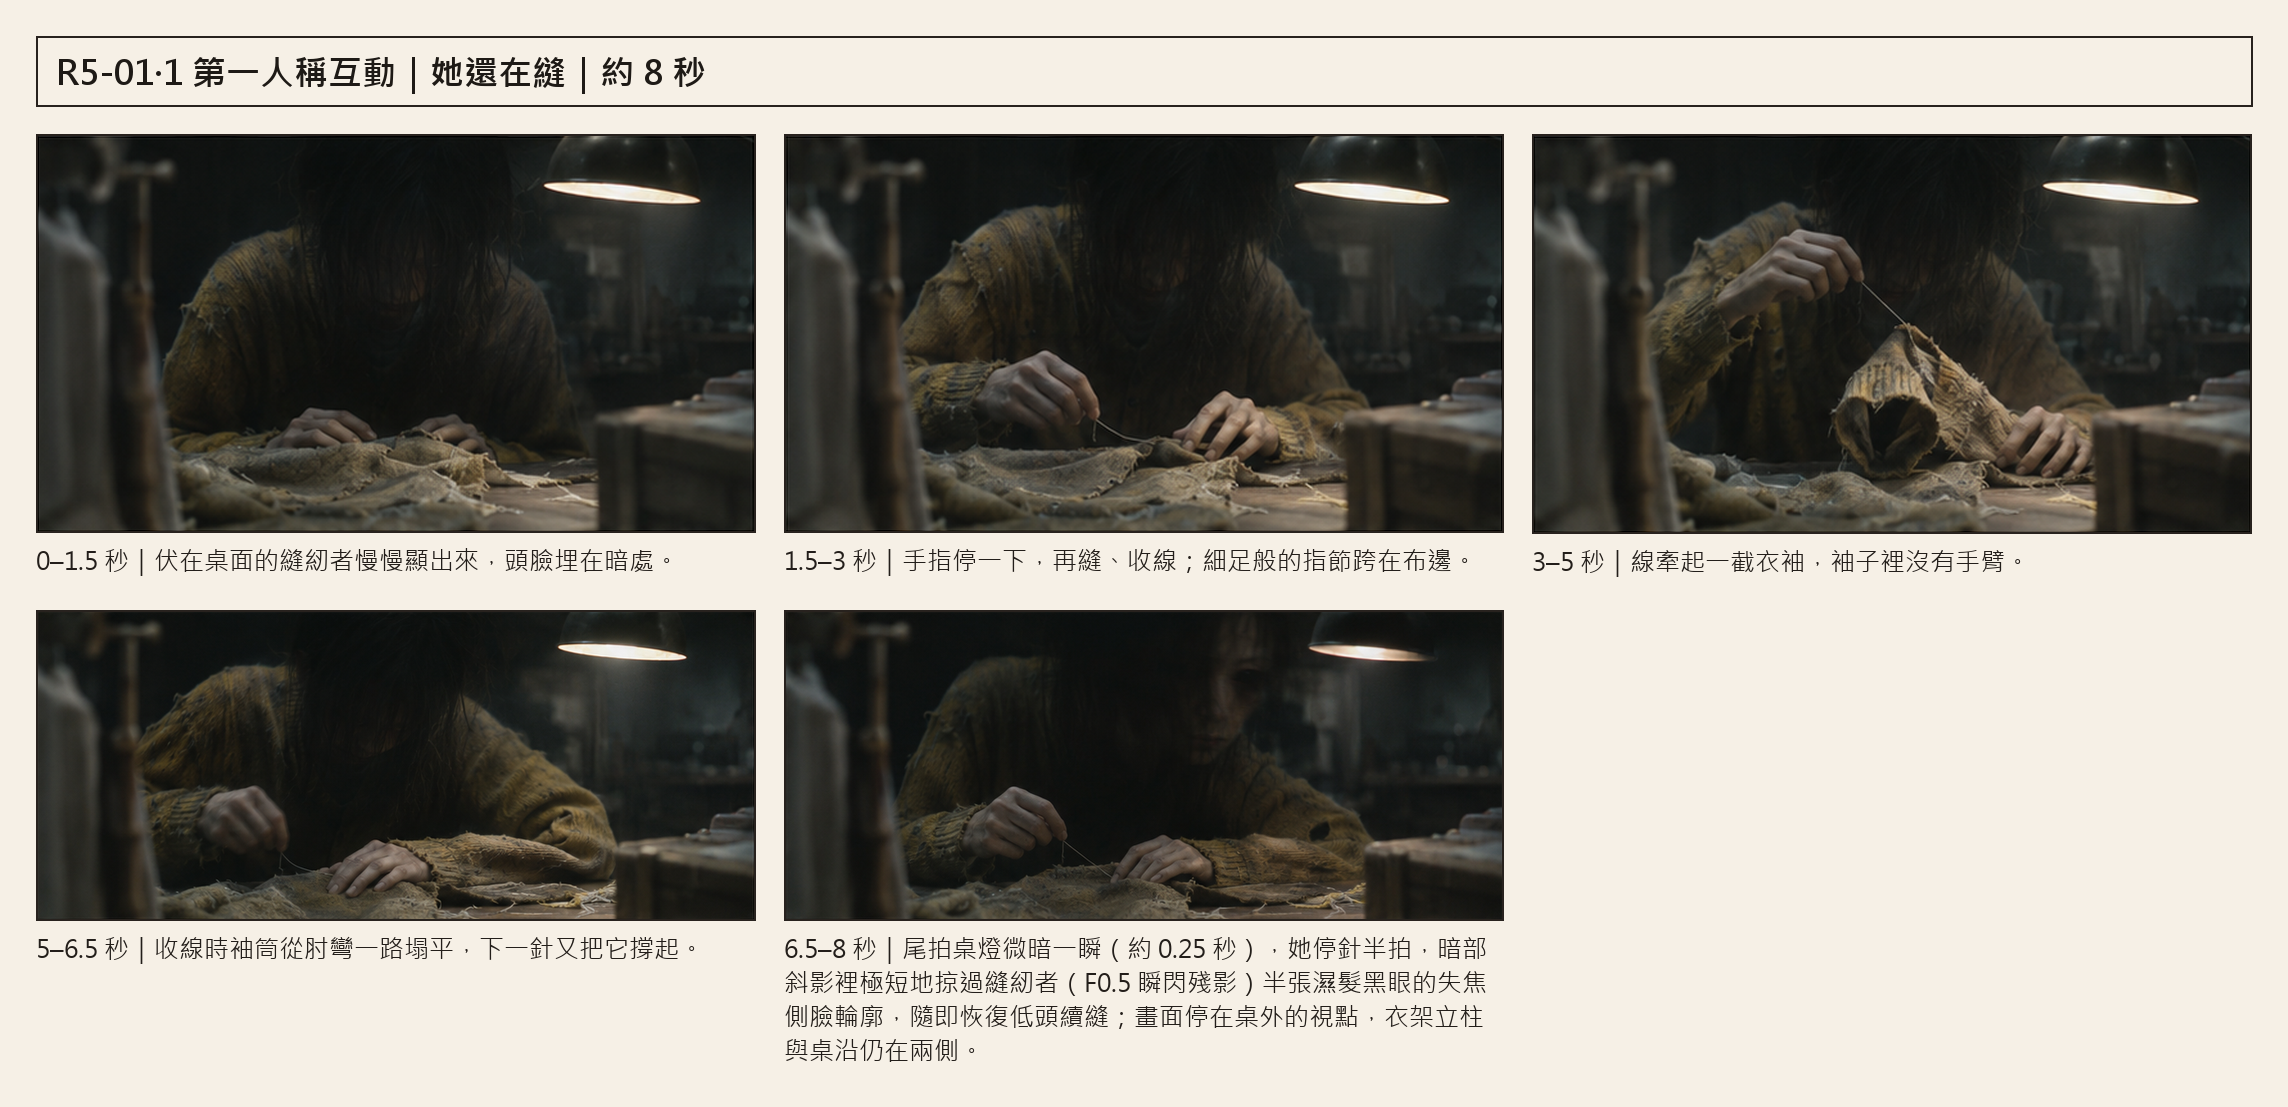 R5-01·1 第一人稱互動｜她還在縫｜約 8 秒
0–1.5 秒｜伏在桌面的縫紉者慢慢顯出來，頭臉埋在暗處。
1.5–3 秒｜手指停一下，再縫、收線；細足般的指節跨在布邊。
3–5 秒｜線牽起一截衣袖，袖子裡沒有手臂。
5–6.5 秒｜收線時袖筒從肘彎一路塌平，下一針又把它撐起。
6.5–8 秒｜尾拍桌燈微暗一瞬（約 0.25 秒），她停針半拍，暗部
斜影裡極短地掠過縫紉者（F0.5 瞬閃殘影）半張濕髮黑眼的失焦
側臉輪廓，隨即恢復低頭續縫；畫面停在桌外的視點，衣架立柱
與桌沿仍在兩側。